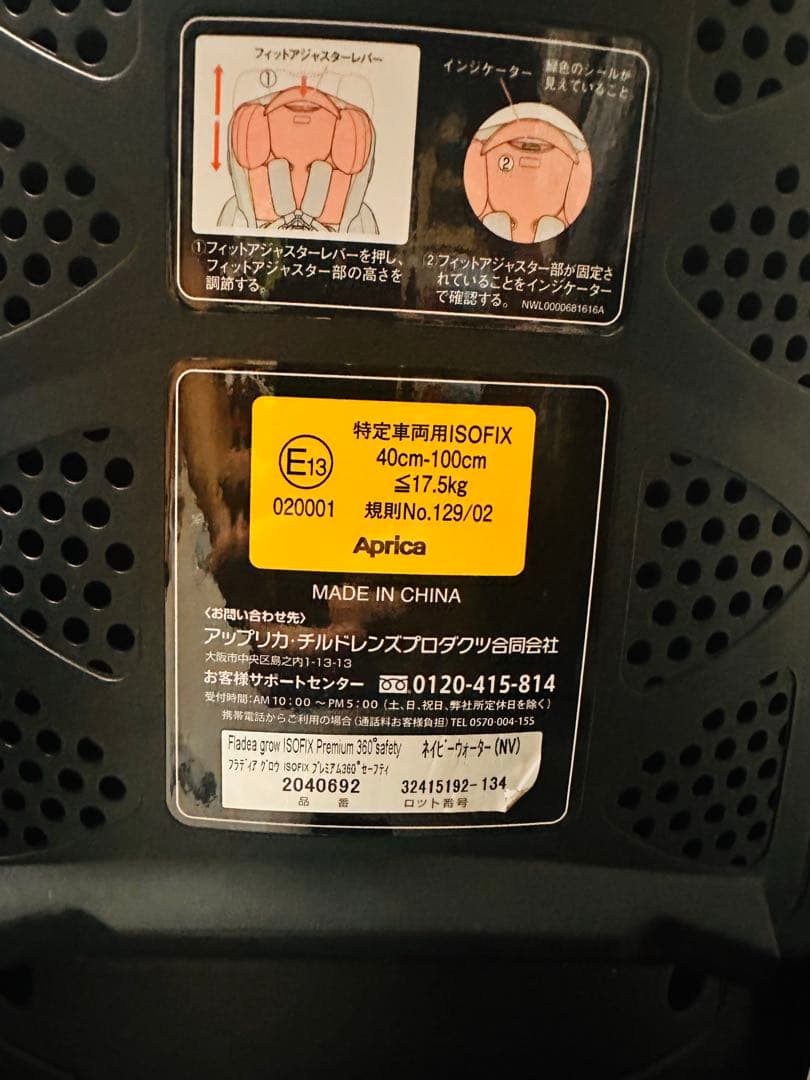 フィットアジャスターレバー
①
インジケーター
緑色のシールが
見えていること。
②
①フィットアジャスターレバーを押し、
フィットアジャスター部の高さを
調節する。
②フィットアジャスター部が固定さ
れていることをインジケーター
で確認する。
NWL0000681616A
特定車両用ISOFIX
40cm-100cm
≦17.5kg
規則No.129/02
E13
020001
Aprica
MADE IN CHINA
〈お問い合わせ先〉
アップリカ・チルドレンズプロダクツ合同会社
大阪市中央区島之内1-13-13
お客様サポートセンター 0120-415-814
受付時間：AM10：00～PM5：00（土、日、祝日、弊社所定休日を除く）
携帯電話からご利用の場合（通話料お客様負担）TEL 0570-004-155
Fladea grow ISOFIX Premium 360°safety ネイビーウォーター(NV)
フラディア グロウ ISOFIX プレミアム360°セーフティ
2040692 32415192-134
品番 ロット番号